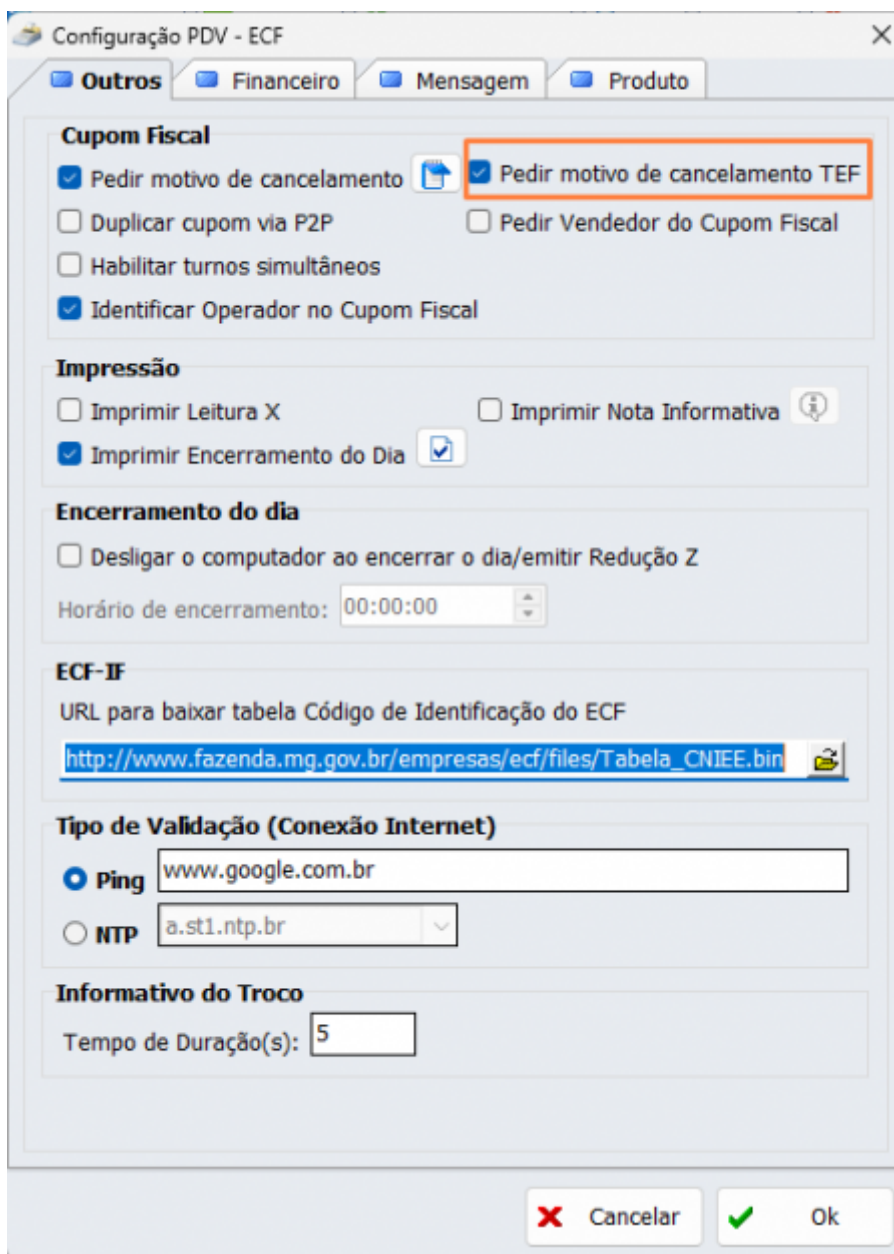 Configuração PDV - ECF
Outros Financeiro Mensagem Produto
Cupom Fiscal
Pedir motivo de cancelamento Pedir motivo de cancelamento TEF
Duplicar cupom via P2P Pedir Vendedor do Cupom Fiscal
Habilitar turnos simultâneos
Identificar Operador no Cupom Fiscal
Impressão
Imprimir Leitura X Imprimir Nota Informativa
Imprimir Encerramento do Dia
Encerramento do dia
Desligar o computador ao encerrar o dia/emitir Redução Z
Horário de encerramento: 00:00:00
ECF-IF
URL para baixar tabela Código de Identificação do ECF
http://www.fazenda.mg.gov.br/empresas/ecf/files/Tabela_CNIEE.bin
Tipo de Validação (Conexão Internet)
Ping www.google.com.br
NTP a.st1.ntp.br
Informativo do Troco
Tempo de Duração(s): 5
Cancelar Ok